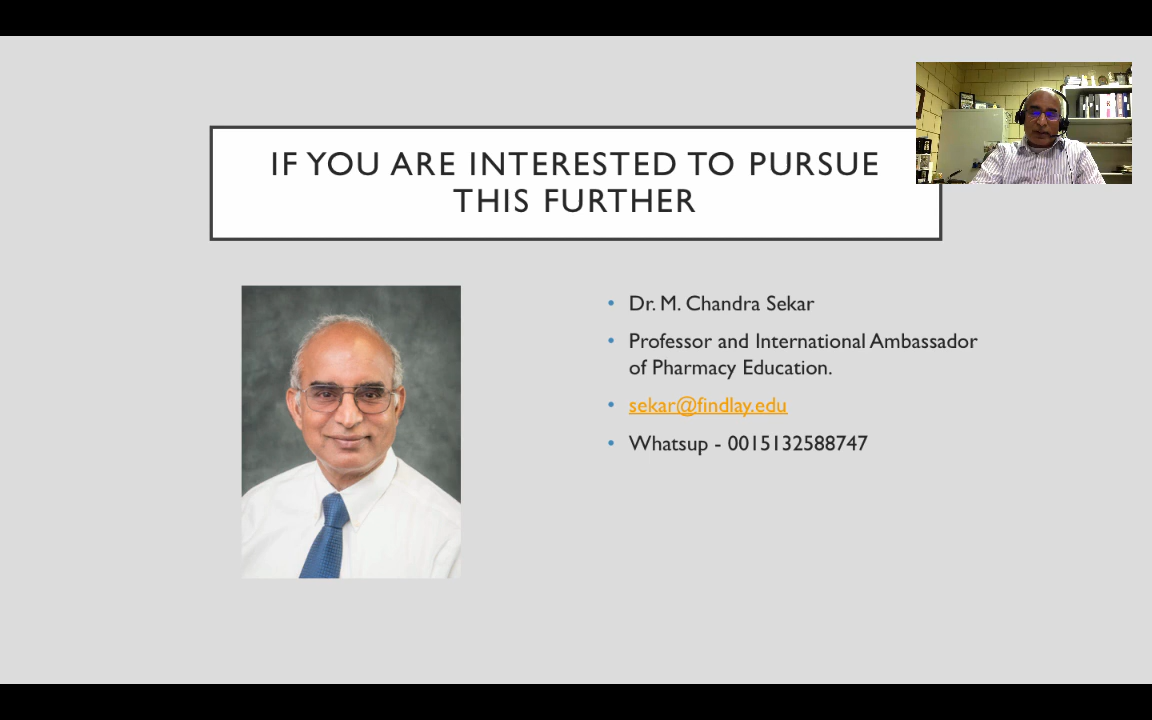 IF YOU ARE INTERESTED TO PURSUE
THIS FURTHER
• Dr. M. Chandra Sekar
• Professor and International Ambassador
of Pharmacy Education.
• sekar@findlay.edu
• Whatsup - 0015132588747